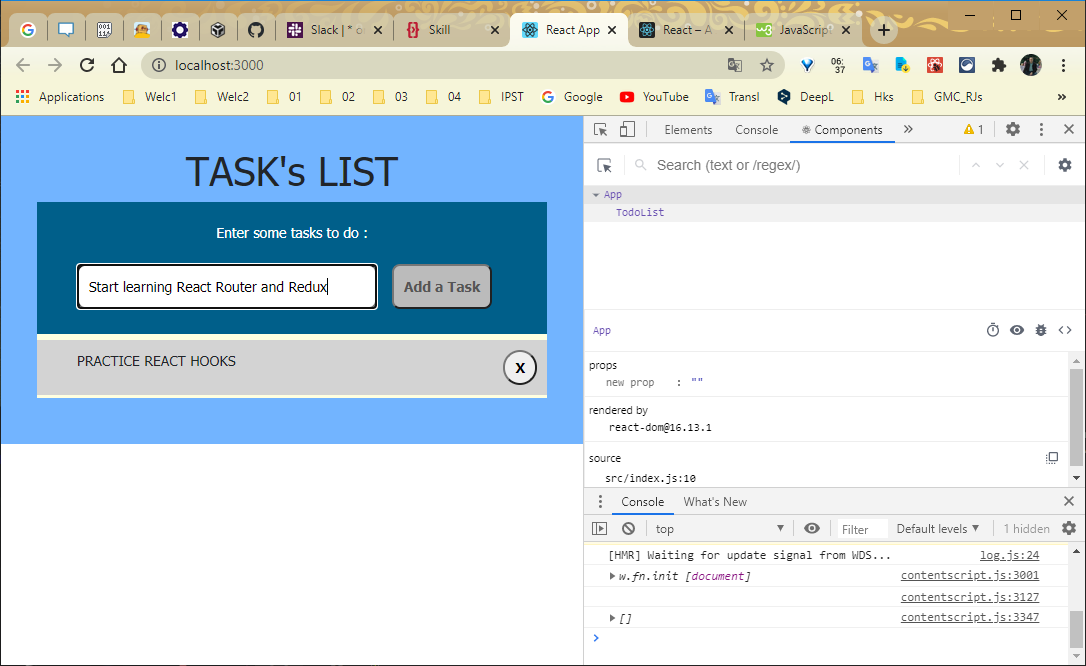 Slack | * o
Skill
React App
React – A
JavaScrip
localhost:3000
06:
37
Applications
Welc1
Welc2
01
02
03
04
IPST
Google
YouTube
Transl
DeepL
Hks
GMC_RJs
»
TASK's LIST
Enter some tasks to do :
Start learning React Router and Redux
Add a Task
PRACTICE REACT HOOKS
X
Elements
Console
Components
»
1
Search (text or /regex/)
App
TodoList
App
props
new prop : ""
rendered by
react-dom@16.13.1
source
src/index.js:10
Console
What's New
top
Filter
Default levels
1 hidden
[HMR] Waiting for update signal from WDS... log.js:24
w.fn.init [document] contentscript.js:3001
contentscript.js:3127
[] contentscript.js:3347